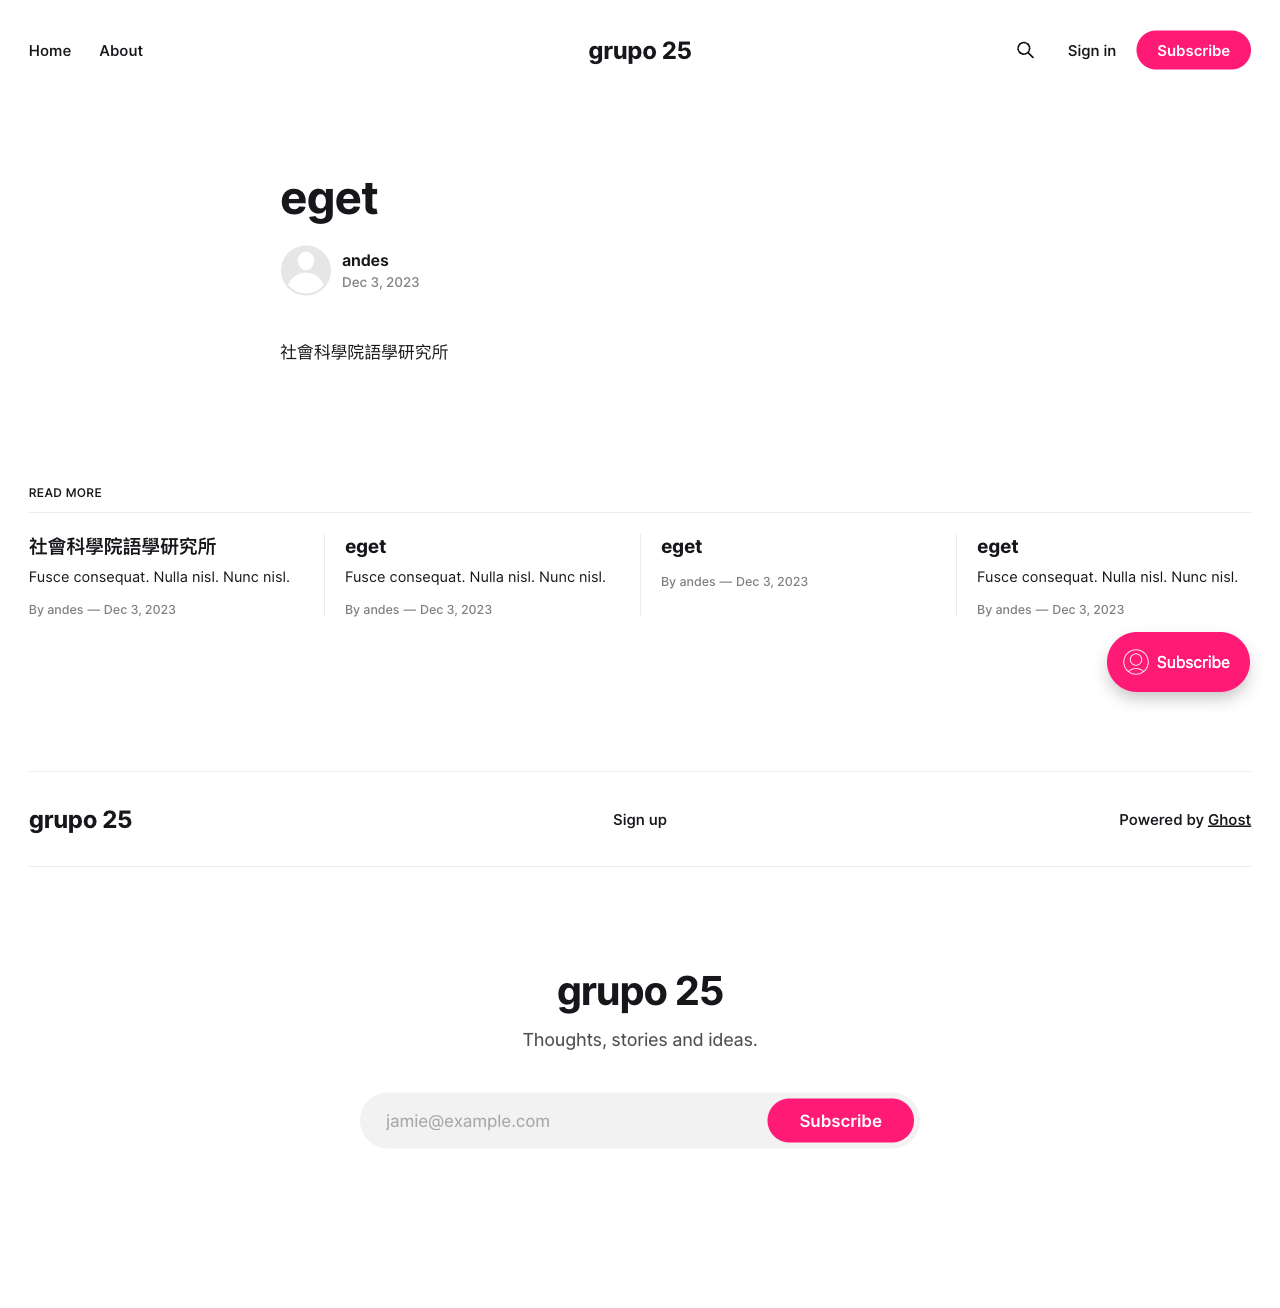 Home About grupo 25 Sign in Subscribe
eget
andes
Dec 3, 2023
社會科學院語學研究所
READ MORE
社會科學院語學研究所
Fusce consequat. Nulla nisl. Nunc nisl.
By andes — Dec 3, 2023
eget
Fusce consequat. Nulla nisl. Nunc nisl.
By andes — Dec 3, 2023
eget
By andes — Dec 3, 2023
eget
Fusce consequat. Nulla nisl. Nunc nisl.
By andes — Dec 3, 2023
Subscribe
grupo 25 Sign up Powered by Ghost
grupo 25
Thoughts, stories and ideas.
jamie@example.com Subscribe